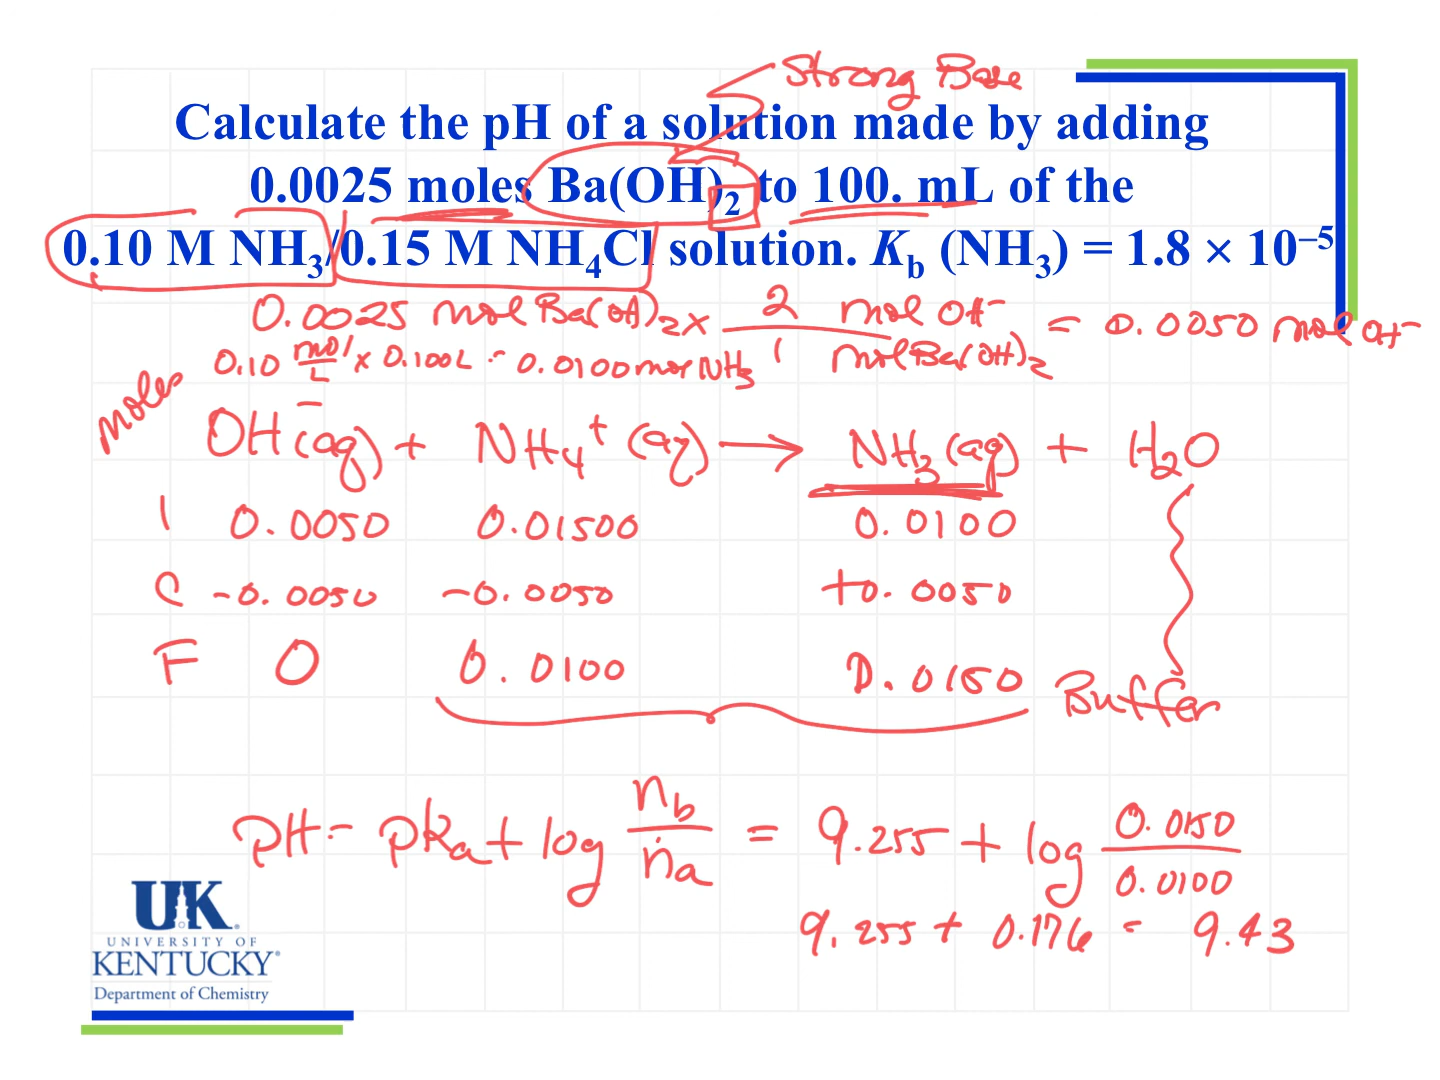 Strong Base
Calculate the pH of a solution made by adding
0.0025 moles Ba(OH)₂ to 100. mL of the
0.10 M NH₃/0.15 M NH₄Cl solution. K_b (NH₃) = 1.8 × 10⁻⁵
0.0025 mol Ba(OH)₂ x 2 mol OH⁻ / 1 mol Ba(OH)₂ = 0.0050 mol OH⁻
0.10 mol/L x 0.100L = 0.0100 mol NH₃
moles
OH⁻(aq) + NH₄⁺(aq) → NH₃(aq) + H₂O
I 0.0050 0.01500 0.0100
C -0.0050 -0.0050 +0.0050
F 0 0.0100 0.0150
Buffer
pH = pKa + log n_b/n_a = 9.255 + log 0.0150/0.0100
9.255 + 0.176 = 9.43
UK
UNIVERSITY OF
KENTUCKY
Department of Chemistry